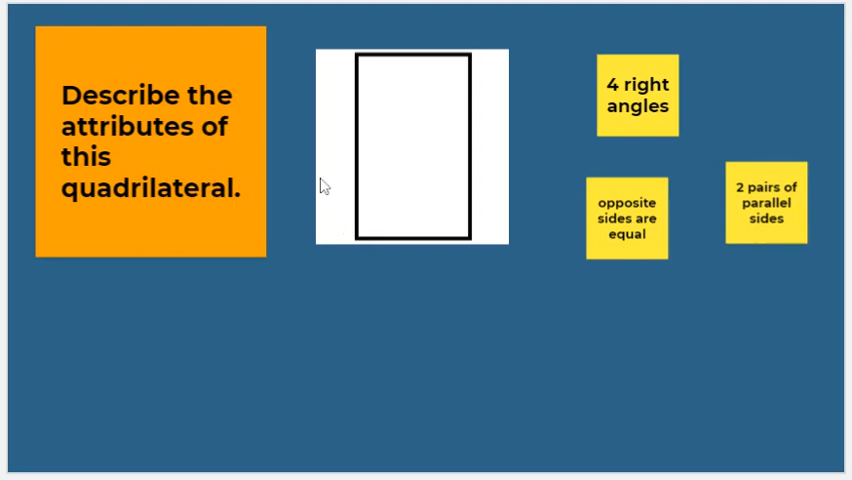 Describe the
attributes of
this
quadrilateral.
4 right
angles
opposite
sides are
equal
2 pairs of
parallel
sides